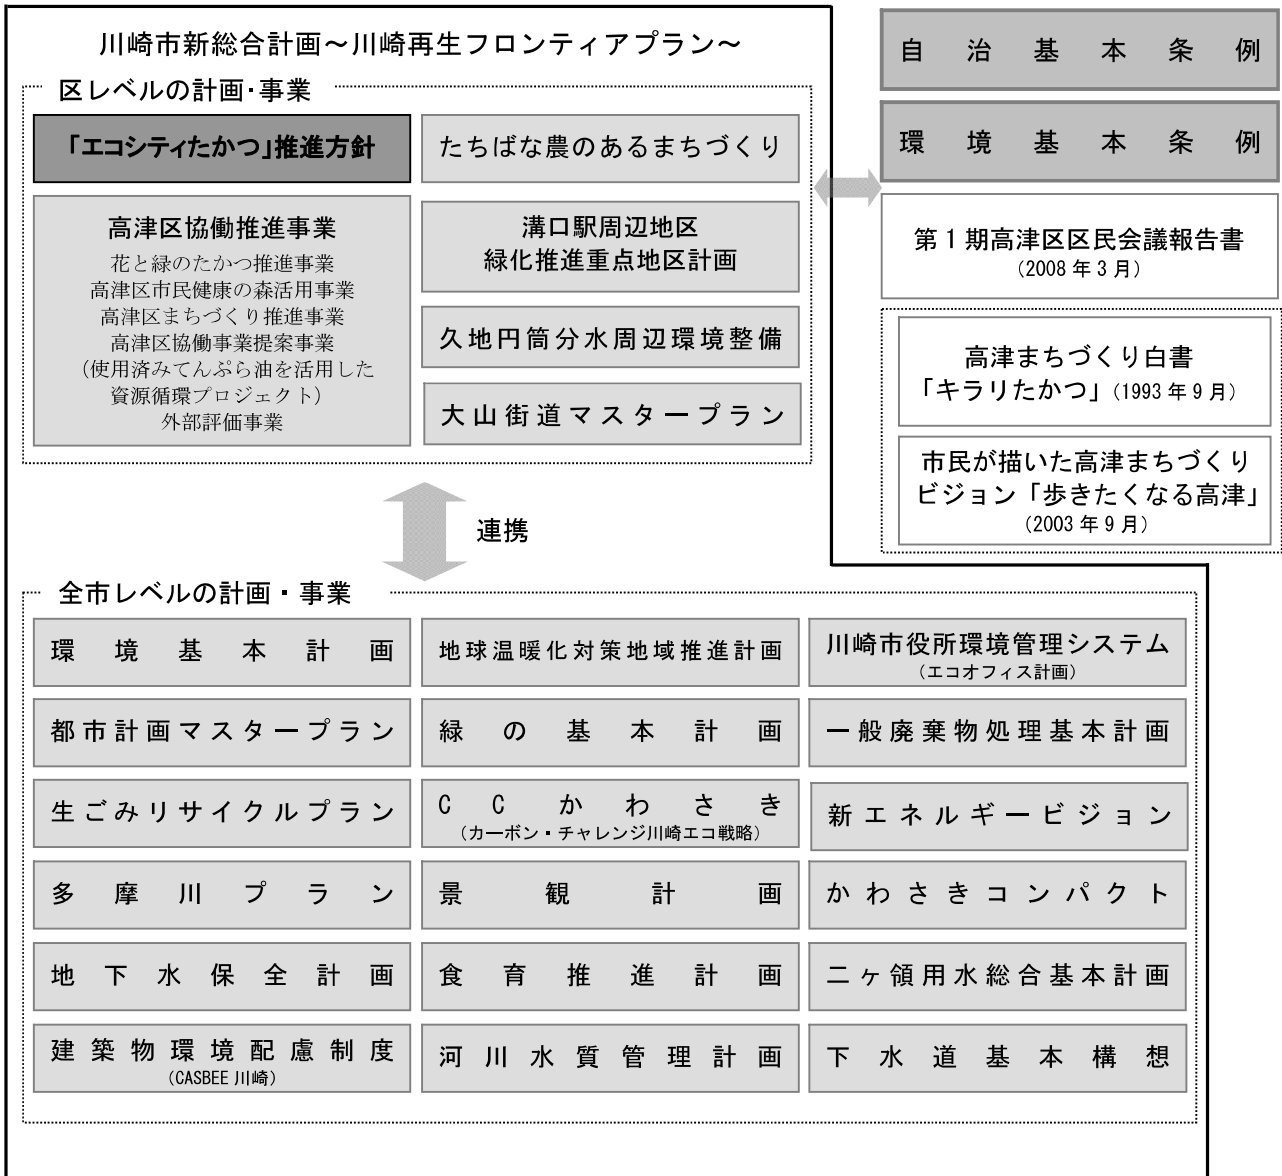 川崎市新総合計画～川崎再生フロンティアプラン～
区レベルの計画・事業
「エコシティたかつ」推進方針
たちばな農のあるまちづくり
高津区協働推進事業
花と緑のたかつ推進事業
高津区市民健康の森活用事業
高津区まちづくり推進事業
高津区協働事業提案事業
（使用済みてんぷら油を活用した
資源循環プロジェクト）
外部評価事業
溝口駅周辺地区
緑化推進重点地区計画
久地円筒分水周辺環境整備
大山街道マスタープラン
自治基本条例
環境基本条例
第1期高津区区民会議報告書
（2008年3月）
高津まちづくり白書
「キラリたかつ」（1993年9月）
市民が描いた高津まちづくり
ビジョン「歩きたくなる高津」
（2003年9月）
連携
全市レベルの計画・事業
環境基本計画
地球温暖化対策地域推進計画
川崎市役所環境管理システム
（エコオフィス計画）
都市計画マスタープラン
緑の基本計画
一般廃棄物処理基本計画
生ごみリサイクルプラン
CCかわさき
（カーボン・チャレンジ川崎エコ戦略）
新エネルギービジョン
多摩川プラン
景観計画
かわさきコンパクト
地下水保全計画
食育推進計画
二ヶ領用水総合基本計画
建築物環境配慮制度
（CASBEE川崎）
河川水質管理計画
下水道基本構想